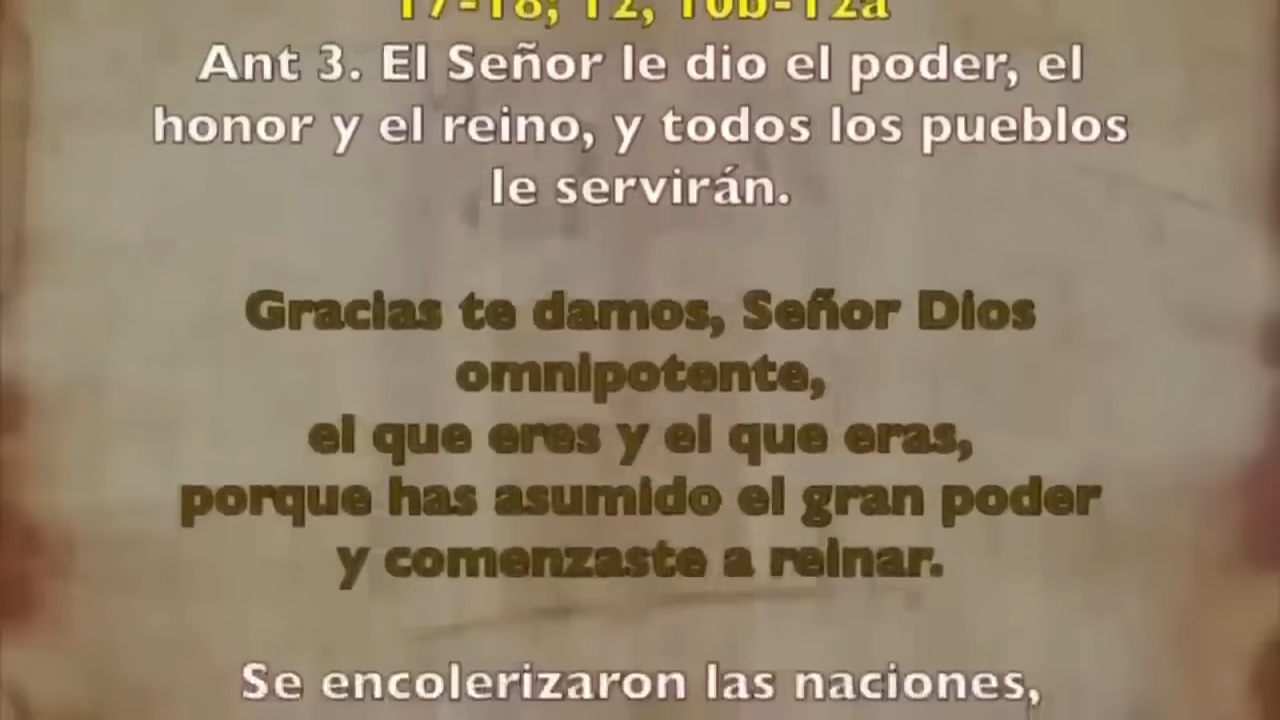 17-18; 12, 10b-12a
Ant 3. El Señor le dio el poder, el
honor y el reino, y todos los pueblos
le servirán.
Gracias te damos, Señor Dios
omnipotente,
el que eres y el que eras,
porque has asumido el gran poder
y comenzaste a reinar.
Se encolerizaron las naciones,